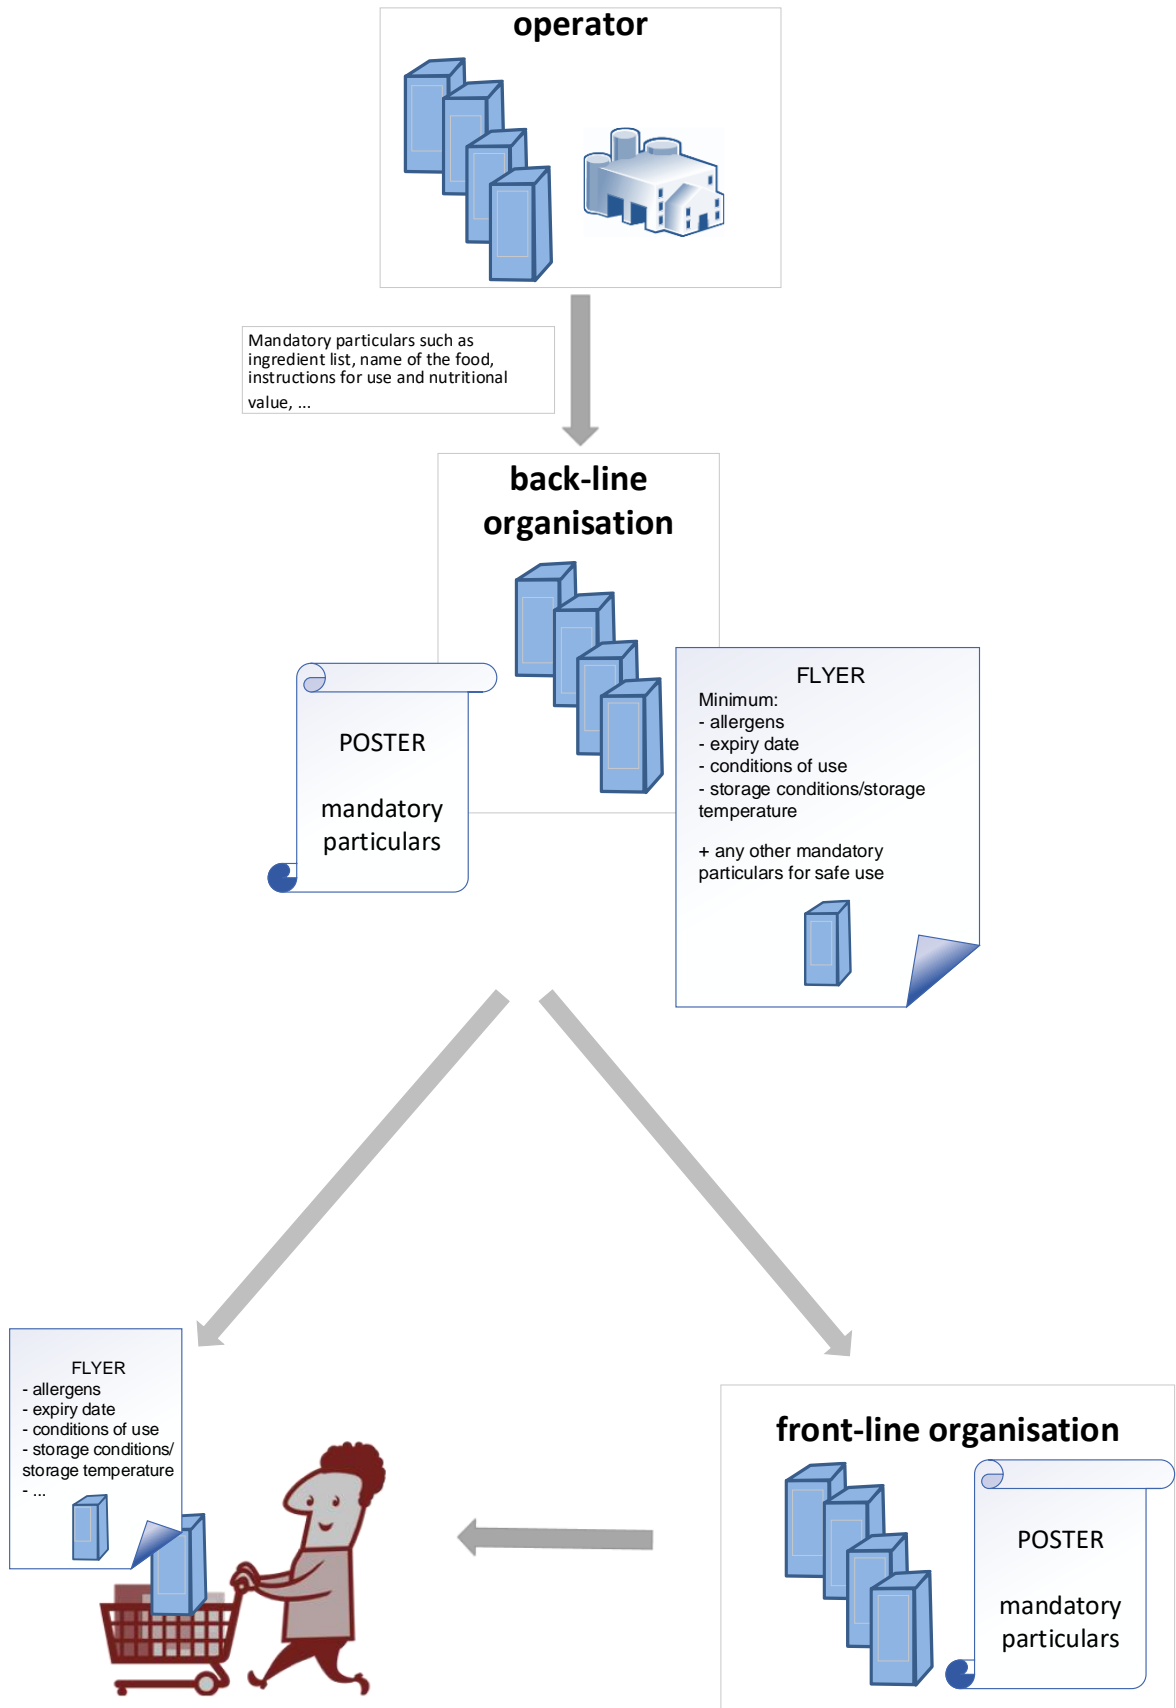 operator
Mandatory particulars such as
ingredient list, name of the food,
instructions for use and nutritional
value, ...
back-line
organisation
POSTER
mandatory
particulars
FLYER
Minimum:
- allergens
- expiry date
- conditions of use
- storage conditions/storage
temperature
+ any other mandatory
particulars for safe use
FLYER
- allergens
- expiry date
- conditions of use
- storage conditions/
storage temperature
- ...
front-line organisation
POSTER
mandatory
particulars